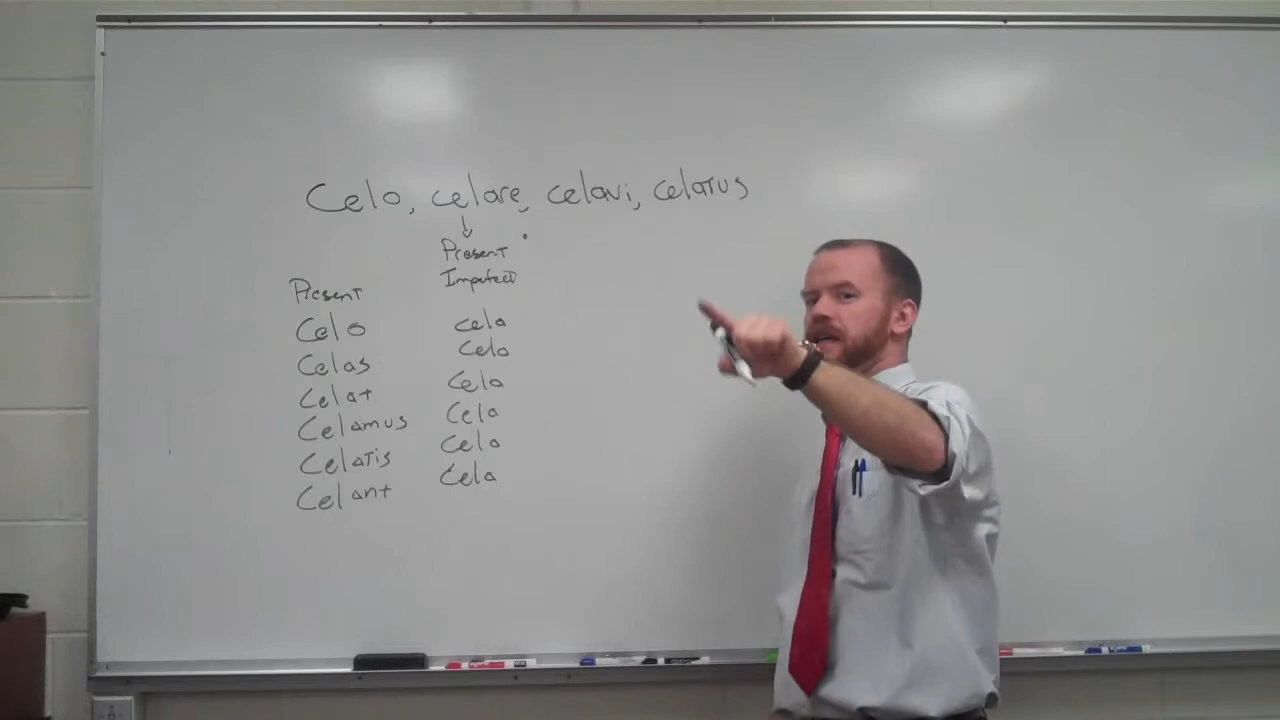 Celo, celare, celavi, celatus
Present
Imperfect
Present
Celo
Celas
Celat
Celamus
Celatis
Celant
cela
Cela
Cela
Cela
Cela
Cela